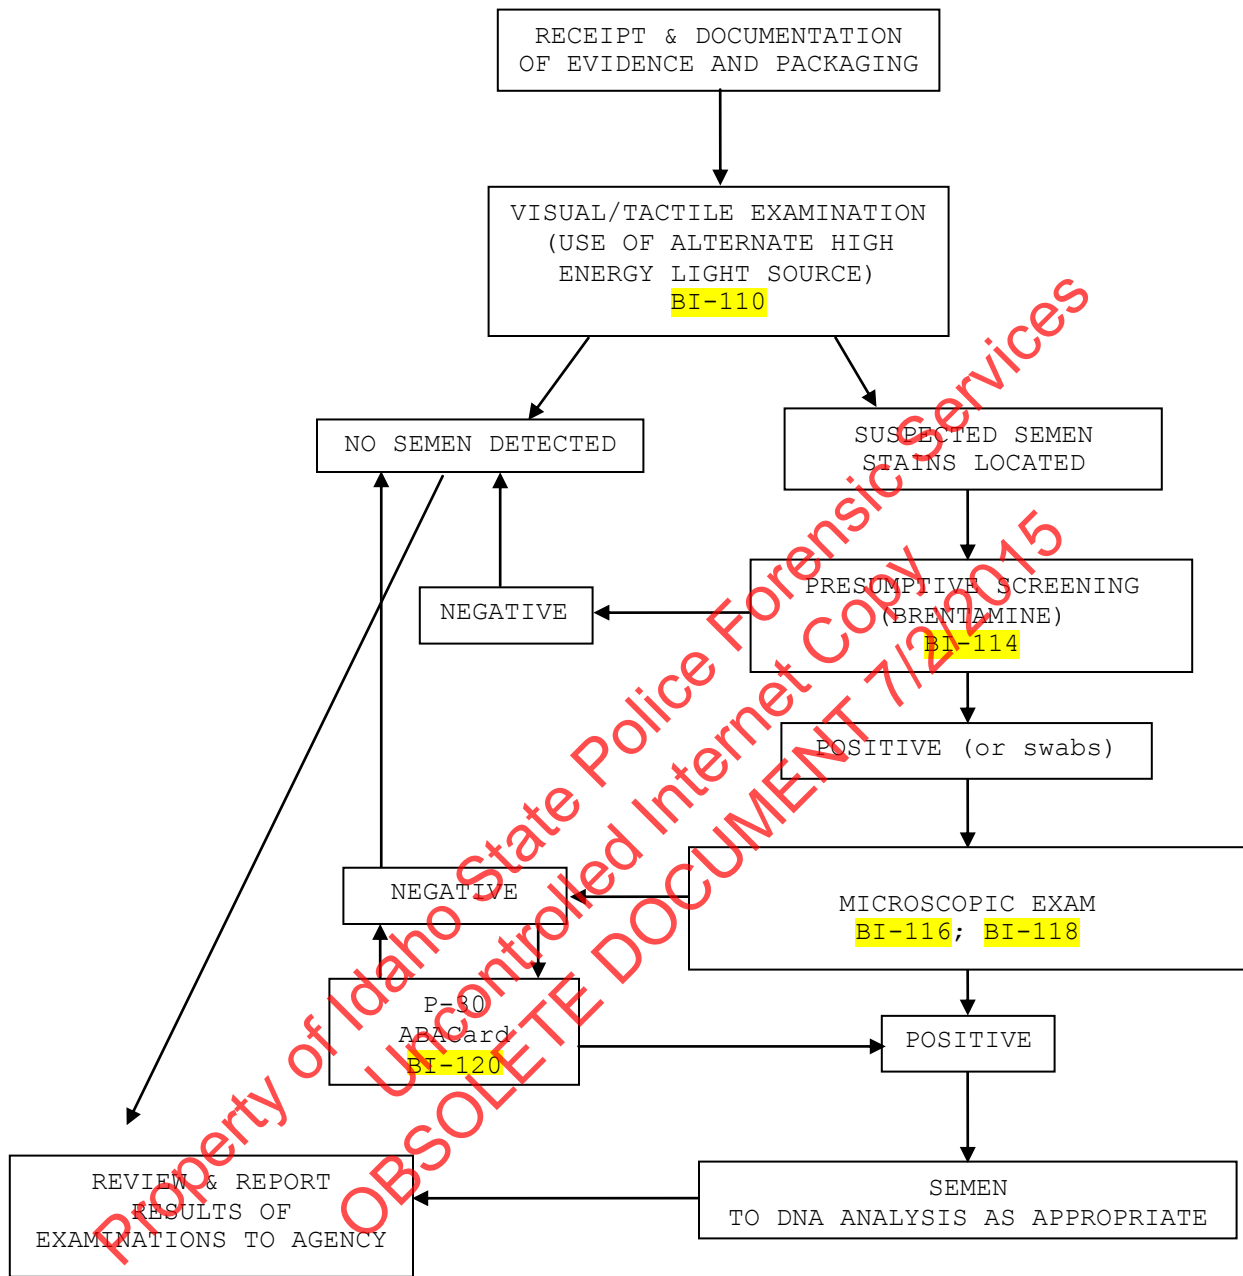 RECEIPT & DOCUMENTATION
OF EVIDENCE AND PACKAGING
VISUAL/TACTILE EXAMINATION
(USE OF ALTERNATE HIGH
ENERGY LIGHT SOURCE)
BI-110
NO SEMEN DETECTED
SUSPECTED SEMEN
STAINS LOCATED
NEGATIVE
PRESUMPTIVE SCREENING
(BRENTAMINE)
BI-114
POSITIVE (or swabs)
NEGATIVE
MICROSCOPIC EXAM
BI-116; BI-118
P-30
ABACard
BI-120
POSITIVE
REVIEW & REPORT
RESULTS OF
EXAMINATIONS TO AGENCY
SEMEN
TO DNA ANALYSIS AS APPROPRIATE
Property of Idaho State Police Forensic Services
Uncontrolled Internet Copy
OBSOLETE DOCUMENT 7/2/2015